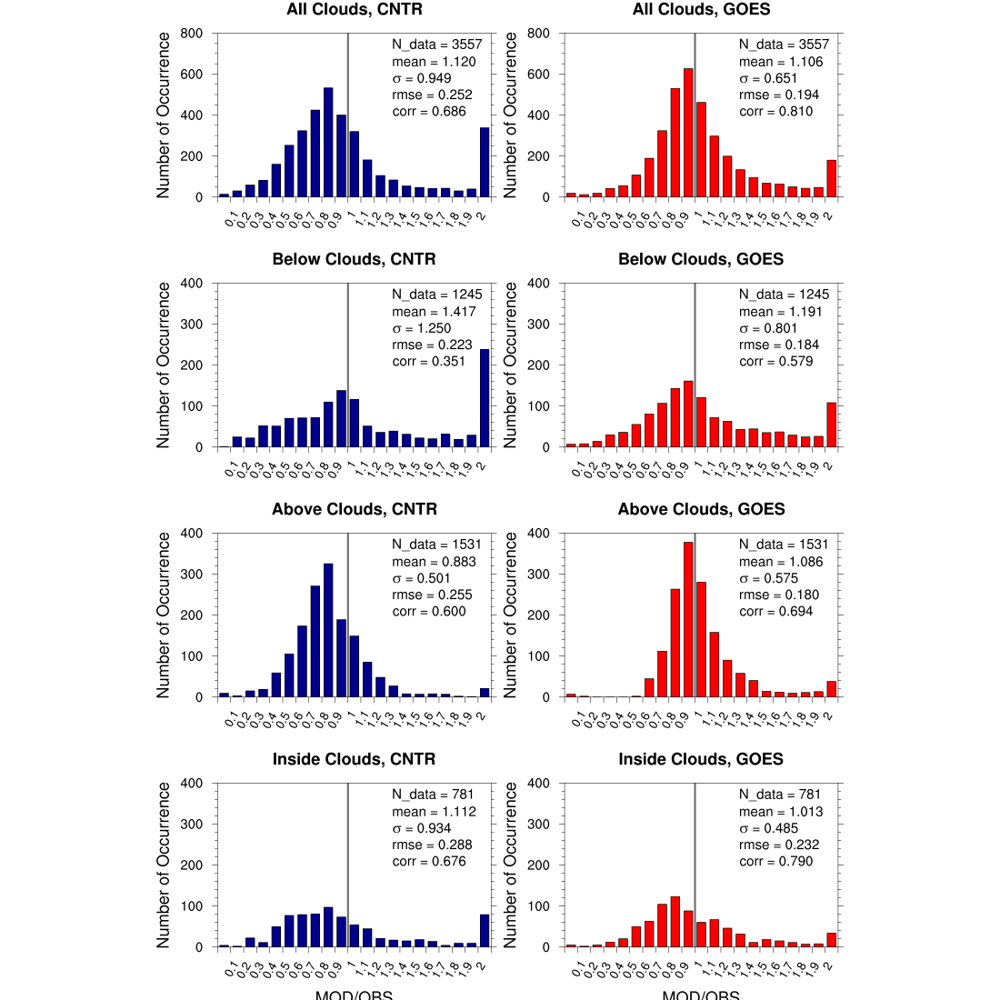 All Clouds, CNTR
Number of Occurrence
800
600
400
200
0
N_data = 3557
mean = 1.120
σ = 0.949
rmse = 0.252
corr = 0.686
0.1 0.2 0.3 0.4 0.5 0.6 0.7 0.8 0.9 1 1.1 1.2 1.3 1.4 1.5 1.6 1.7 1.8 1.9 2
All Clouds, GOES
Number of Occurrence
800
600
400
200
0
N_data = 3557
mean = 1.106
σ = 0.651
rmse = 0.194
corr = 0.810
0.1 0.2 0.3 0.4 0.5 0.6 0.7 0.8 0.9 1 1.1 1.2 1.3 1.4 1.5 1.6 1.7 1.8 1.9 2
Below Clouds, CNTR
Number of Occurrence
400
300
200
100
0
N_data = 1245
mean = 1.417
σ = 1.250
rmse = 0.223
corr = 0.351
0.1 0.2 0.3 0.4 0.5 0.6 0.7 0.8 0.9 1 1.1 1.2 1.3 1.4 1.5 1.6 1.7 1.8 1.9 2
Below Clouds, GOES
Number of Occurrence
400
300
200
100
0
N_data = 1245
mean = 1.191
σ = 0.801
rmse = 0.184
corr = 0.579
0.1 0.2 0.3 0.4 0.5 0.6 0.7 0.8 0.9 1 1.1 1.2 1.3 1.4 1.5 1.6 1.7 1.8 1.9 2
Above Clouds, CNTR
Number of Occurrence
400
300
200
100
0
N_data = 1531
mean = 0.883
σ = 0.501
rmse = 0.255
corr = 0.600
0.1 0.2 0.3 0.4 0.5 0.6 0.7 0.8 0.9 1 1.1 1.2 1.3 1.4 1.5 1.6 1.7 1.8 1.9 2
Above Clouds, GOES
Number of Occurrence
400
300
200
100
0
N_data = 1531
mean = 1.086
σ = 0.575
rmse = 0.180
corr = 0.694
0.1 0.2 0.3 0.4 0.5 0.6 0.7 0.8 0.9 1 1.1 1.2 1.3 1.4 1.5 1.6 1.7 1.8 1.9 2
Inside Clouds, CNTR
Number of Occurrence
400
300
200
100
0
N_data = 781
mean = 1.112
σ = 0.934
rmse = 0.288
corr = 0.676
0.1 0.2 0.3 0.4 0.5 0.6 0.7 0.8 0.9 1 1.1 1.2 1.3 1.4 1.5 1.6 1.7 1.8 1.9 2
MOD/OBS
Inside Clouds, GOES
Number of Occurrence
400
300
200
100
0
N_data = 781
mean = 1.013
σ = 0.485
rmse = 0.232
corr = 0.790
0.1 0.2 0.3 0.4 0.5 0.6 0.7 0.8 0.9 1 1.1 1.2 1.3 1.4 1.5 1.6 1.7 1.8 1.9 2
MOD/OBS